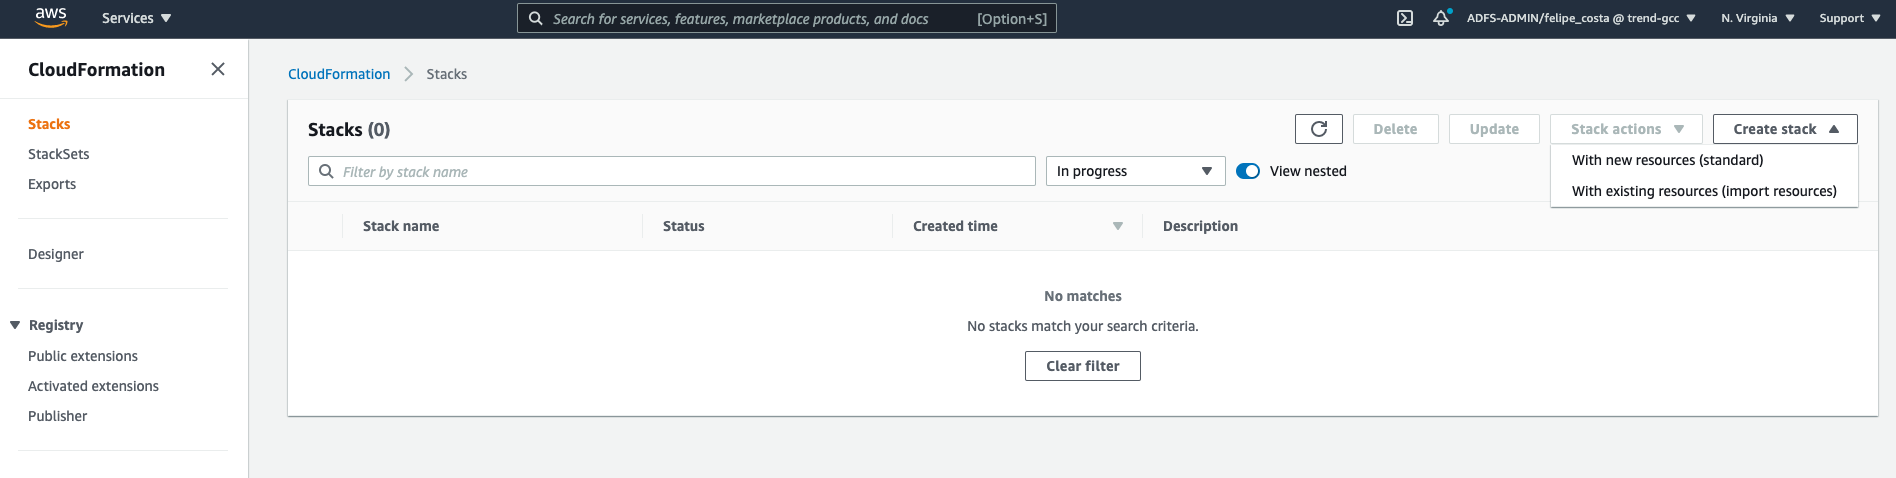 aws Services Search for services, features, marketplace products, and docs [Option+S] ADFS-ADMIN/felipe_costa @ trend-gcc N. Virginia Support
CloudFormation
Stacks
StackSets
Exports
Designer
Registry
Public extensions
Activated extensions
Publisher
CloudFormation Stacks
Stacks (0) Delete Update Stack actions Create stack
With new resources (standard)
With existing resources (import resources)
Filter by stack name In progress View nested
Stack name Status Created time Description
No matches
No stacks match your search criteria.
Clear filter